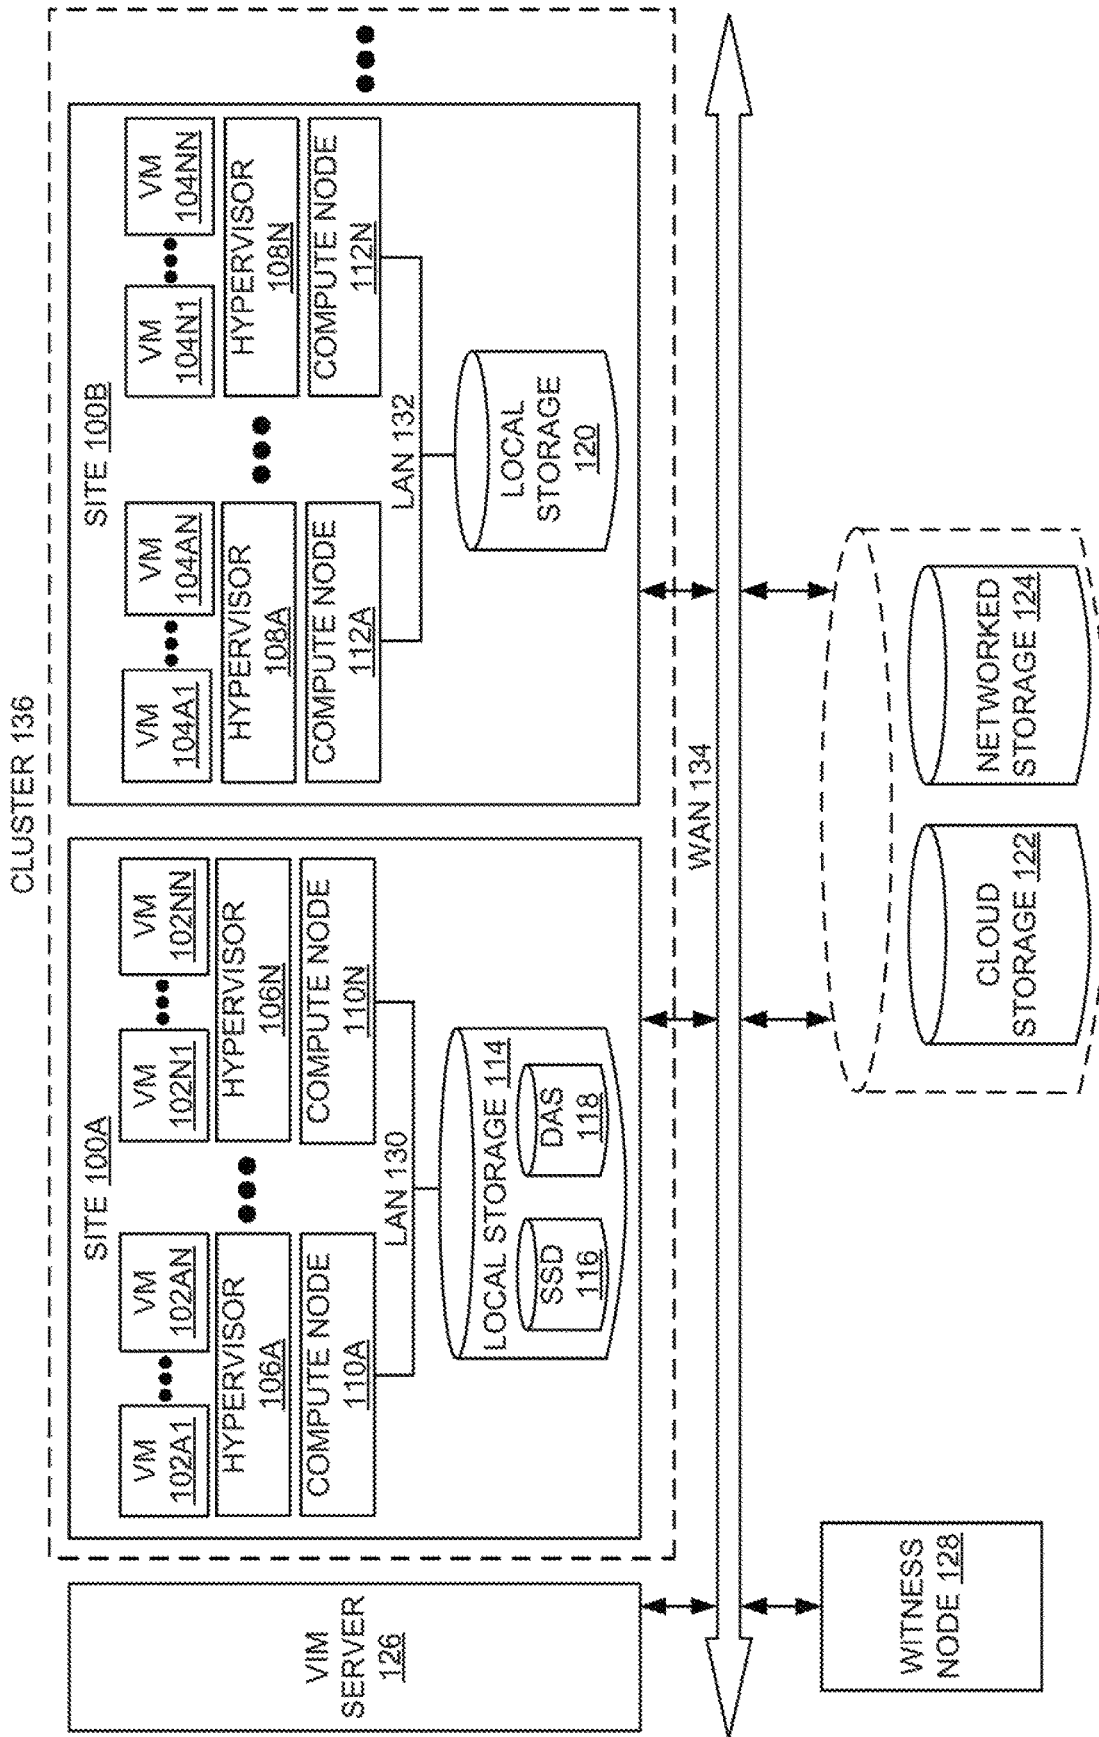 CLUSTER 136
VIM
SERVER
126
SITE 100A
VM
102A1
VM
102AN
VM
102N1
VM
102NN
HYPERVISOR
106A
HYPERVISOR
106N
COMPUTE NODE
110A
COMPUTE NODE
110N
LAN 130
LOCAL STORAGE 114
SSD
116
DAS
118
SITE 100B
VM
104A1
VM
104AN
VM
104N1
VM
104NN
HYPERVISOR
108A
HYPERVISOR
108N
COMPUTE NODE
112A
COMPUTE NODE
112N
LAN 132
LOCAL
STORAGE
120
WAN 134
WITNESS
NODE 128
CLOUD
STORAGE 122
NETWORKED
STORAGE 124